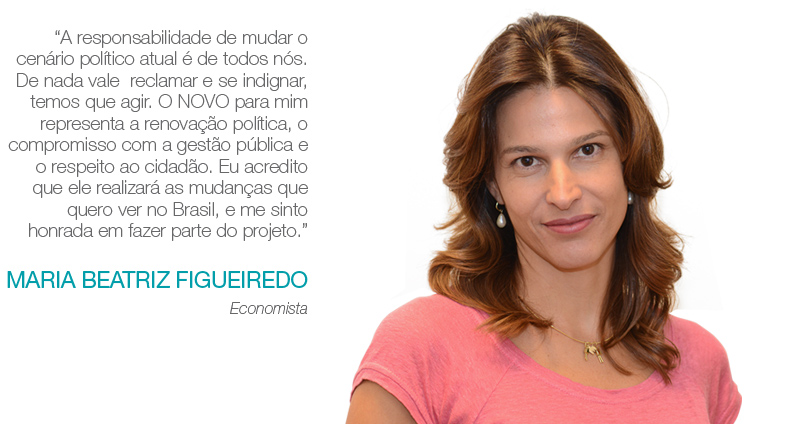 “A responsabilidade de mudar o
cenário político atual é de todos nós.
De nada vale  reclamar e se indignar,
temos que agir. O NOVO para mim
representa a renovação política, o
compromisso com a gestão pública e
o respeito ao cidadão. Eu acredito
que ele realizará as mudanças que
quero ver no Brasil, e me sinto
honrada em fazer parte do projeto.”
MARIA BEATRIZ FIGUEIREDO
Economista